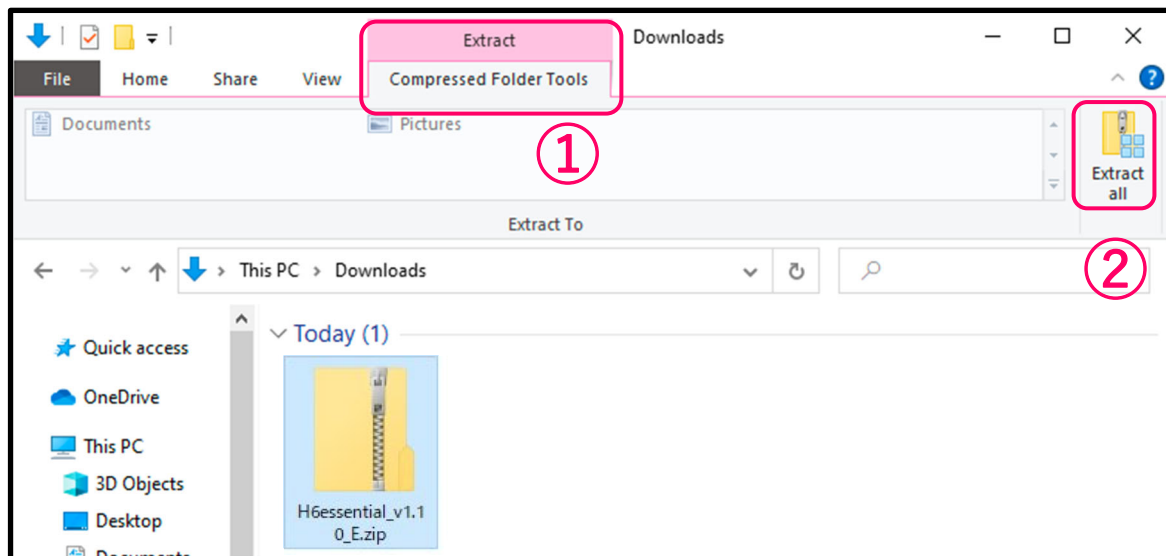 Extract
Downloads
File
Home
Share
View
Compressed Folder Tools
?
Documents
Pictures
①
Extract
all
Extract To
②
This PC > Downloads
Today (1)
Quick access
OneDrive
This PC
3D Objects
Desktop
Documents
H6essential_v1.1
0_E.zip